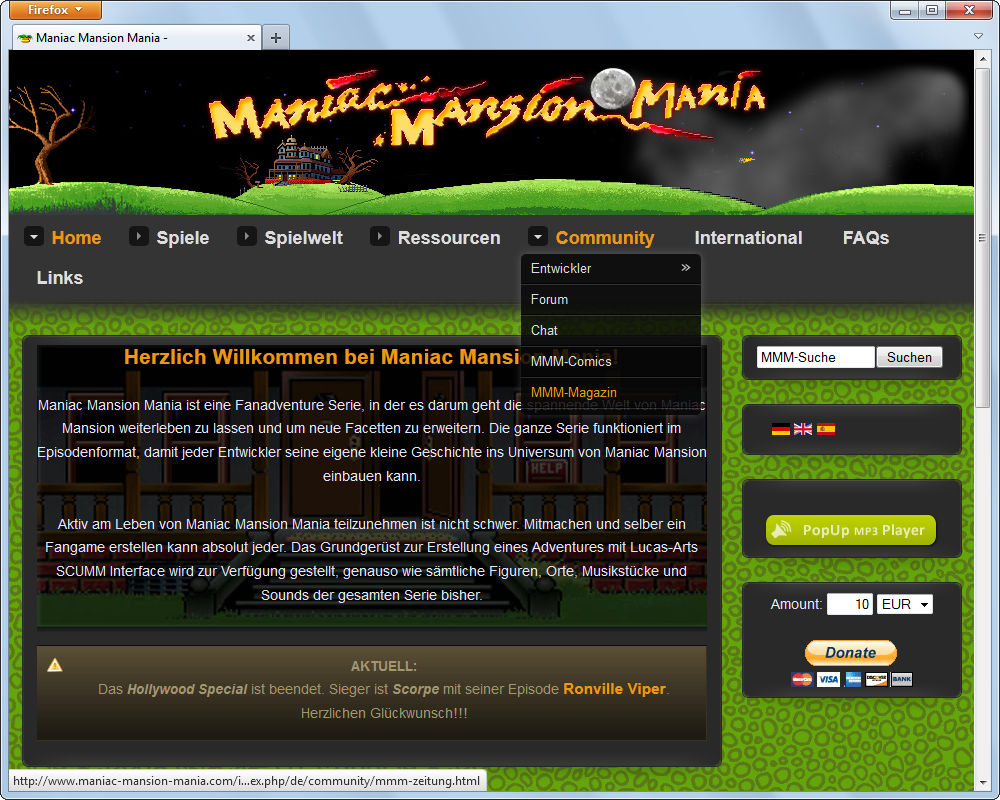 Firefox
Maniac Mansion Mania -
Maniac Mansion Mania
Home Spiele Spielwelt Ressourcen Community International FAQs
Links
Entwickler »
Forum
Chat
MMM-Comics
MMM-Magazin
Herzlich Willkommen bei Maniac Mansion Mania!
Maniac Mansion Mania ist eine Fanadventure Serie, in der es darum geht die spannende Welt von Maniac
Mansion weiterleben zu lassen und um neue Facetten zu erweitern. Die ganze Serie funktioniert im
Episodenformat, damit jeder Entwickler seine eigene kleine Geschichte ins Universum von Maniac Mansion
einbauen kann.
HELP
Aktiv am Leben von Maniac Mansion Mania teilzunehmen ist nicht schwer. Mitmachen und selber ein
Fangame erstellen kann absolut jeder. Das Grundgerüst zur Erstellung eines Adventures mit Lucas-Arts
SCUMM Interface wird zur Verfügung gestellt, genauso wie sämtliche Figuren, Orte, Musikstücke und
Sounds der gesamten Serie bisher.
AKTUELL:
Das Hollywood Special ist beendet. Sieger ist Scorpe mit seiner Episode Ronville Viper.
Herzlichen Glückwunsch!!!
MMM-Suche Suchen
PopUp MP3 Player
Amount: 10 EUR
Donate
VISA
BANK
http://www.maniac-mansion-mania.com/i...ex.php/de/community/mmm-zeitung.html